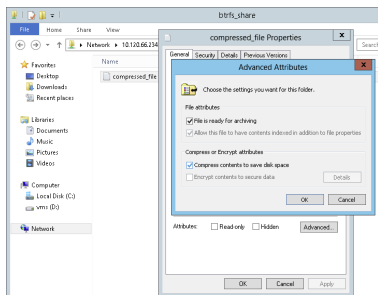 btrfs_share
File Home Share View
Network ▸ 10.120.66.234
Search
Favorites
Desktop
Downloads
Recent places
Libraries
Documents
Music
Pictures
Videos
Computer
Local Disk (C:)
vms (D:)
Network
Name
compressed_file
compressed_file Properties
x
General Security Details Previous Versions
Advanced Attributes
x
Choose the settings you want for this folder.
File attributes
File is ready for archiving
Allow this file to have contents indexed in addition to file properties
Compress or Encrypt attributes
Compress contents to save disk space
Encrypt contents to secure data Details
OK Cancel
Attributes: Read-only Hidden Advanced...
OK Cancel Apply